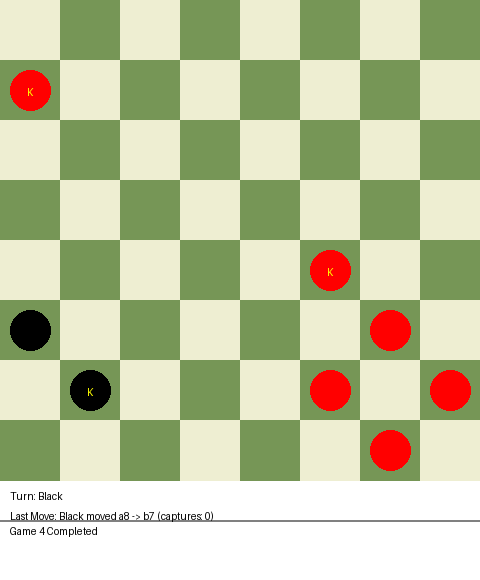 K
K
K
Turn: Black
Last Move: Black moved a8 -> b7 (captures: 0)
Game 4 Completed